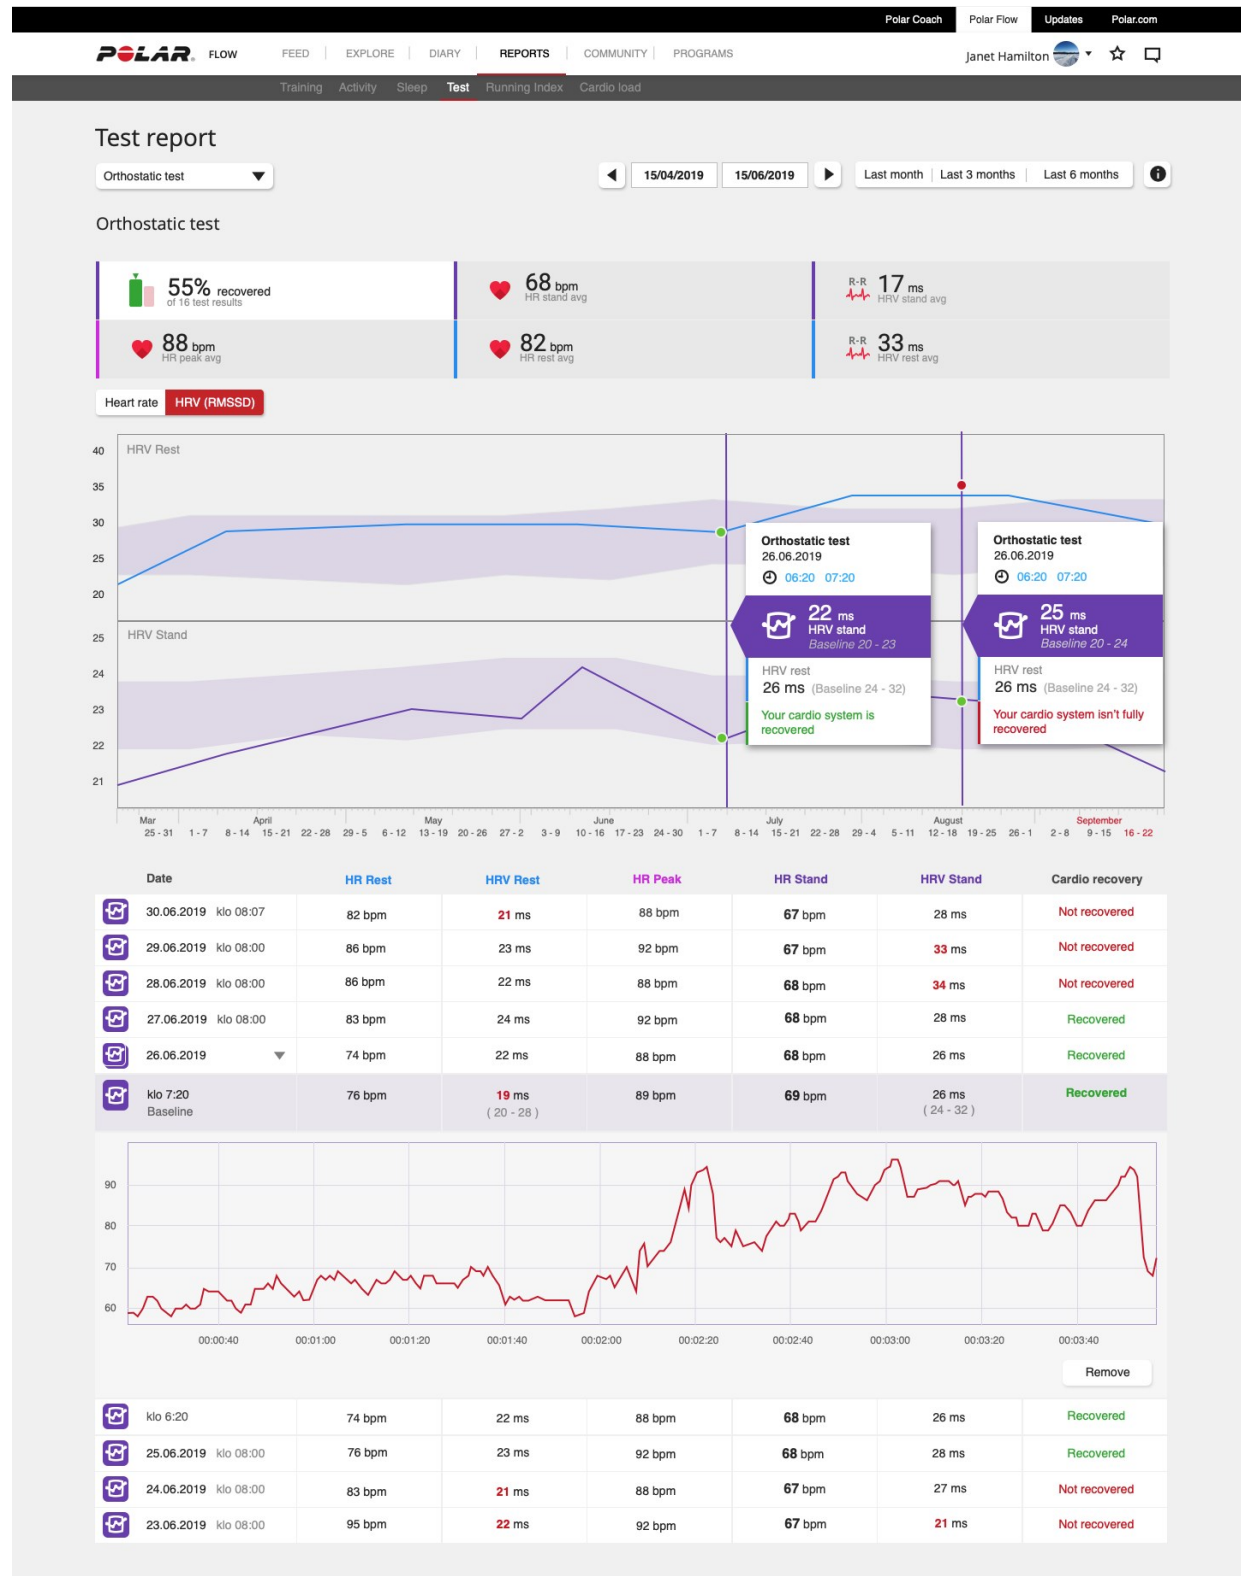 Polar Coach Polar Flow Updates Polar.com
POLAR. FLOW FEED EXPLORE DIARY REPORTS COMMUNITY PROGRAMS Janet Hamilton
Training Activity Sleep Test Running Index Cardio load
Test report
Orthostatic test 15/04/2019 15/06/2019 Last month Last 3 months Last 6 months
Orthostatic test
55% recovered
of 16 test results
68 bpm
HR stand avg
R-R 17 ms
HRV stand avg
88 bpm
HR peak avg
82 bpm
HR rest avg
R-R 33 ms
HRV rest avg
Heart rate HRV (RMSSD)
HRV Rest
40
35
30
25
20
HRV Stand
25
24
23
22
21
Orthostatic test
26.06.2019
06:20 07:20
22 ms
HRV stand
Baseline 20 - 23
HRV rest
26 ms (Baseline 24 - 32)
Your cardio system is
recovered
Orthostatic test
26.06.2019
06:20 07:20
25 ms
HRV stand
Baseline 20 - 24
HRV rest
26 ms (Baseline 24 - 32)
Your cardio system isn't fully
recovered
Mar April May June July August September
25 - 31 1 - 7 8 - 14 15 - 21 22 - 28 29 - 5 6 - 12 13 - 19 20 - 26 27 - 2 3 - 9 10 - 16 17 - 23 24 - 30 1 - 7 8 - 14 15 - 21 22 - 28 29 - 4 5 - 11 12 - 18 19 - 25 26 - 1 2 - 8 9 - 15 16 - 22
Date HR Rest HRV Rest HR Peak HR Stand HRV Stand Cardio recovery
30.06.2019 klo 08:07 82 bpm 21 ms 88 bpm 67 bpm 28 ms Not recovered
29.06.2019 klo 08:00 86 bpm 23 ms 92 bpm 67 bpm 33 ms Not recovered
28.06.2019 klo 08:00 86 bpm 22 ms 88 bpm 68 bpm 34 ms Not recovered
27.06.2019 klo 08:00 83 bpm 24 ms 92 bpm 68 bpm 28 ms Recovered
26.06.2019 74 bpm 22 ms 88 bpm 68 bpm 26 ms Recovered
klo 7:20 76 bpm 19 ms 89 bpm 69 bpm 26 ms Recovered
Baseline ( 20 - 28 ) ( 24 - 32 )
90
80
70
60
00:00:40 00:01:00 00:01:20 00:01:40 00:02:00 00:02:20 00:02:40 00:03:00 00:03:20 00:03:40
Remove
klo 6:20 74 bpm 22 ms 88 bpm 68 bpm 26 ms Recovered
25.06.2019 klo 08:00 76 bpm 23 ms 92 bpm 68 bpm 28 ms Recovered
24.06.2019 klo 08:00 83 bpm 21 ms 88 bpm 67 bpm 27 ms Not recovered
23.06.2019 klo 08:00 95 bpm 22 ms 92 bpm 67 bpm 21 ms Not recovered